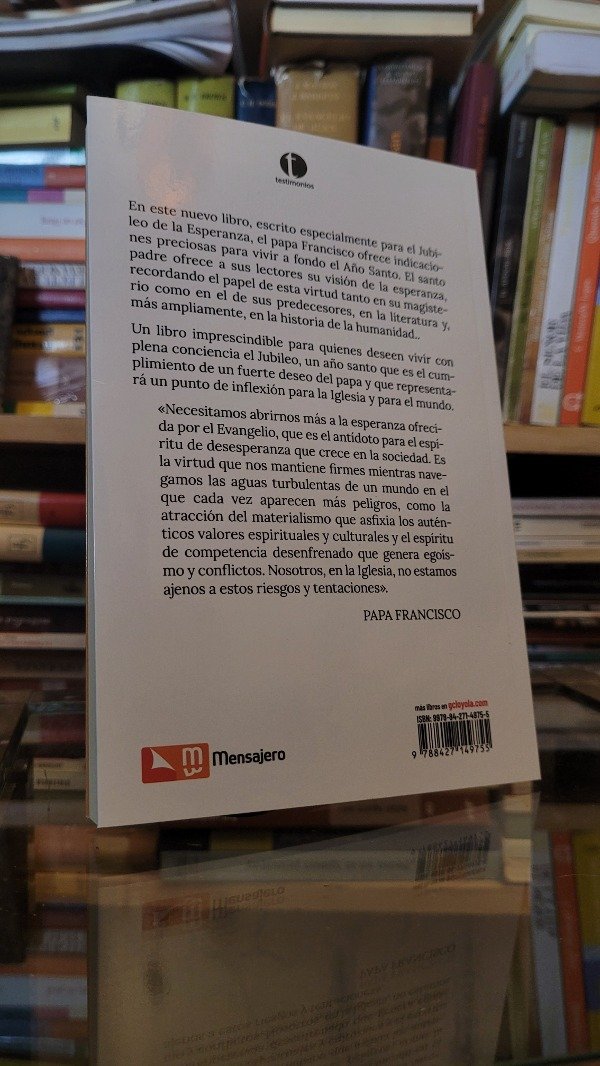 t
testimonios
En este nuevo libro, escrito especialmente para el Jubi-
leo de la Esperanza, el papa Francisco ofrece indicacio-
nes preciosas para vivir a fondo el Año Santo. El santo
padre ofrece a sus lectores su visión de la esperanza,
recordando el papel de esta virtud tanto en su magiste-
rio como en el de sus predecesores, en la literatura y,
más ampliamente, en la historia de la humanidad..
Un libro imprescindible para quienes deseen vivir con
plena conciencia el Jubileo, un año santo que es el cum-
plimiento de un fuerte deseo del papa y que representa-
rá un punto de inflexión para la Iglesia y para el mundo.
«Necesitamos abrirnos más a la esperanza ofreci-
da por el Evangelio, que es el antídoto para el espí-
ritu de desesperanza que crece en la sociedad. Es
la virtud que nos mantiene firmes mientras nave-
gamos las aguas turbulentas de un mundo en el
que cada vez aparecen más peligros, como la
atracción del materialismo que asfixia los autén-
ticos valores espirituales y culturales y el espíritu
de competencia desenfrenado que genera egoís-
mo y conflictos. Nosotros, en la Iglesia, no estamos
ajenos a estos riesgos y tentaciones».
PAPA FRANCISCO
más libros en gcloyola.com
ISBN: 9978-84-271-4975-5
9 788427 149755
Mensajero